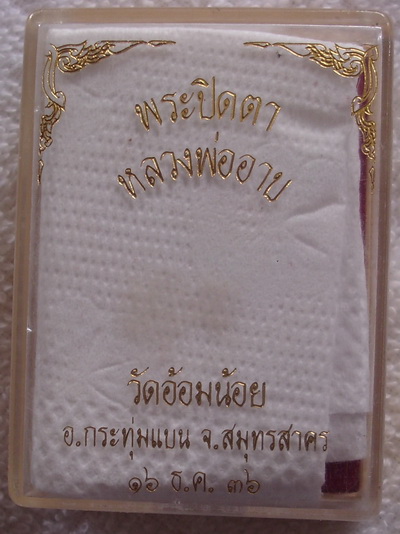 พระปิดตา
หลวงพ่ออาบ
วัดอ้อมน้อย
อ.กระทุ่มแบน จ.สมุทรสาคร
๑๖ ธ.ค. ๓๖